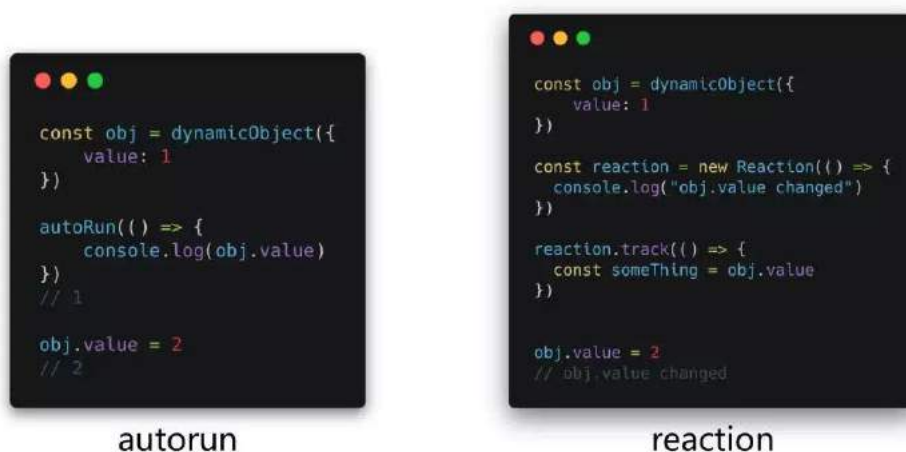 const obj = dynamicObject({
value: 1
})
autoRun(() => {
console.log(obj.value)
})
// 1
obj.value = 2
// 2
autorun
const obj = dynamicObject({
value: 1
})
const reaction = new Reaction(() => {
console.log("obj.value changed")
})
reaction.track(() => {
const someThing = obj.value
})
obj.value = 2
// obj.value changed
reaction